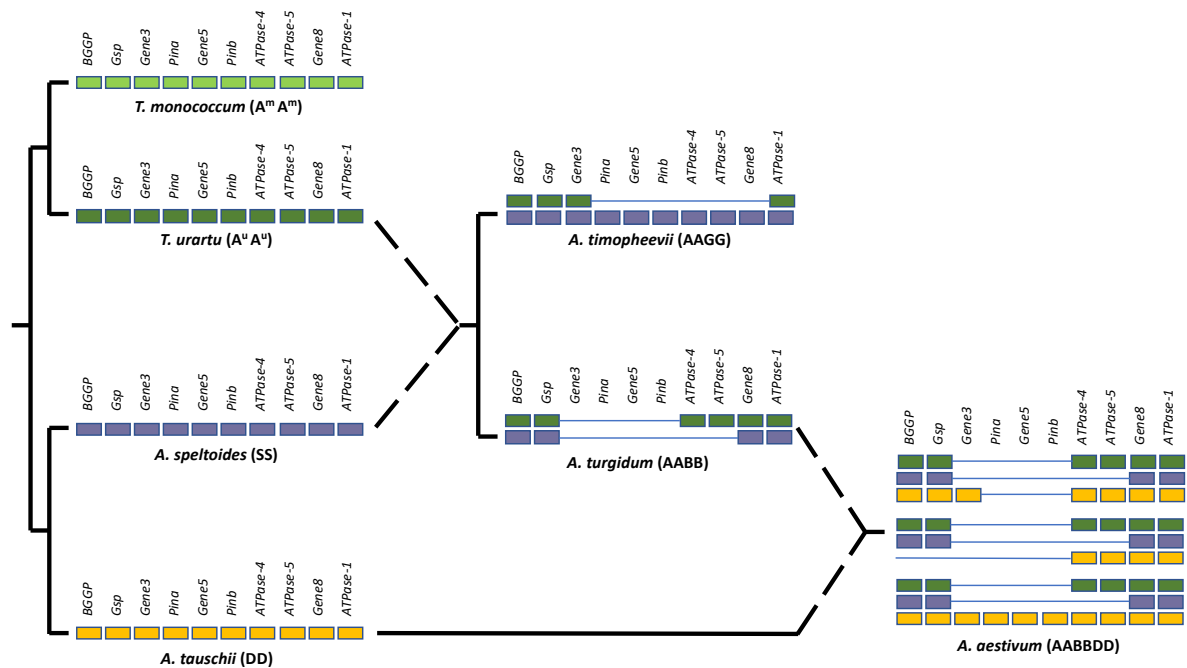 BGGP Gsp Gene3 Pina Gene5 Pinb ATPase-4 ATPase-5 Gene8 ATPase-1
T. monococcum (Aᵐ Aᵐ)
BGGP Gsp Gene3 Pina Gene5 Pinb ATPase-4 ATPase-5 Gene8 ATPase-1
T. urartu (Aᵘ Aᵘ)
BGGP Gsp Gene3 Pina Gene5 Pinb ATPase-4 ATPase-5 Gene8 ATPase-1
A. speltoides (SS)
BGGP Gsp Gene3 Pina Gene5 Pinb ATPase-4 ATPase-5 Gene8 ATPase-1
A. tauschii (DD)
BGGP Gsp Gene3 Pina Gene5 Pinb ATPase-4 ATPase-5 Gene8 ATPase-1
A. timopheevii (AAGG)
BGGP Gsp Gene3 Pina Gene5 Pinb ATPase-4 ATPase-5 Gene8 ATPase-1
A. turgidum (AABB)
BGGP Gsp Gene3 Pina Gene5 Pinb ATPase-4 ATPase-5 Gene8 ATPase-1
A. aestivum (AABBDD)